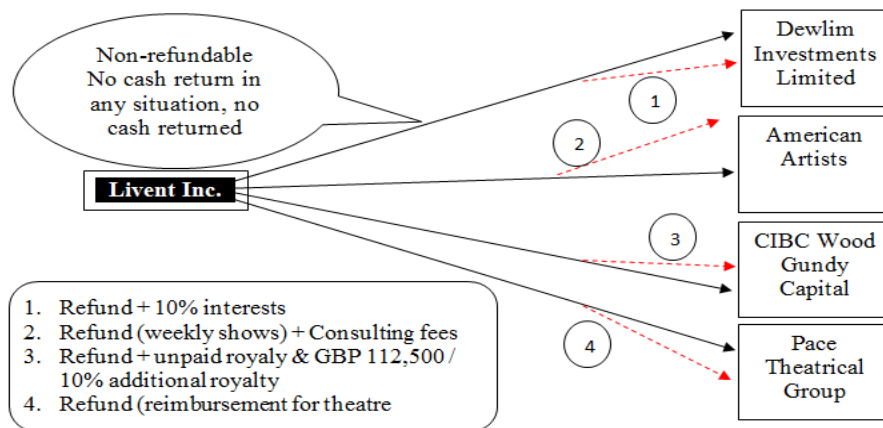 Non-refundable
No cash return in
any situation, no
cash returned
Livent Inc.
Dewlim
Investments
Limited
1
American
Artists
2
CIBC Wood
Gundy
Capital
3
Pace
Theatrical
Group
4
1. Refund + 10% interests
2. Refund (weekly shows) + Consulting fees
3. Refund + unpaid royaly & GBP 112,500 /
10% additional royalty
4. Refund (reimbursement for theatre